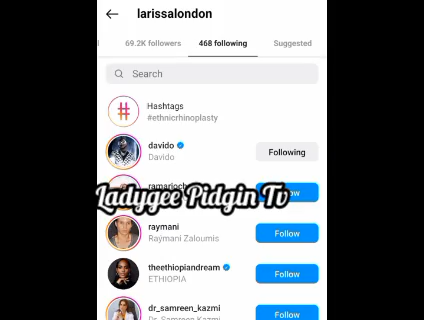 larissalondon
69.2K followers
468 following
Suggested
Search
Hashtags
#ethnicrhinoplasty
davido
Davido
Following
Ladygee Pidgin Tv
raymani
Raymani Zaloumis
Follow
theethiopiandream
ETHIOPIA
Follow
dr_samreen_kazmi
Follow